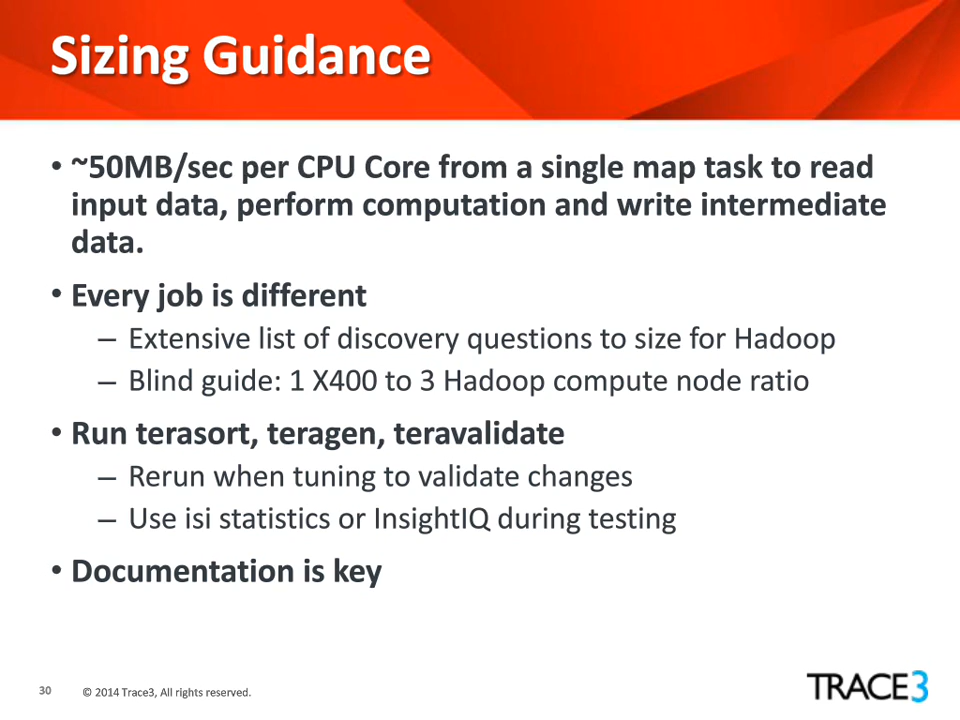 Sizing Guidance
• ~50MB/sec per CPU Core from a single map task to read
input data, perform computation and write intermediate
data.
• Every job is different
– Extensive list of discovery questions to size for Hadoop
– Blind guide: 1 X400 to 3 Hadoop compute node ratio
• Run terasort, teragen, teravalidate
– Rerun when tuning to validate changes
– Use isi statistics or InsightIQ during testing
• Documentation is key
30 © 2014 Trace3, All rights reserved.
TRACE3